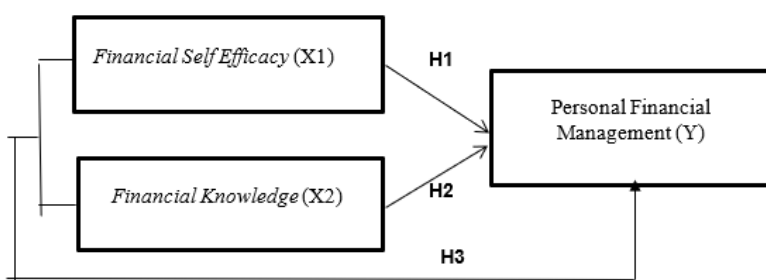 Financial Self Efficacy (X1)
H1
Personal Financial
Management (Y)
Financial Knowledge (X2)
H2
H3